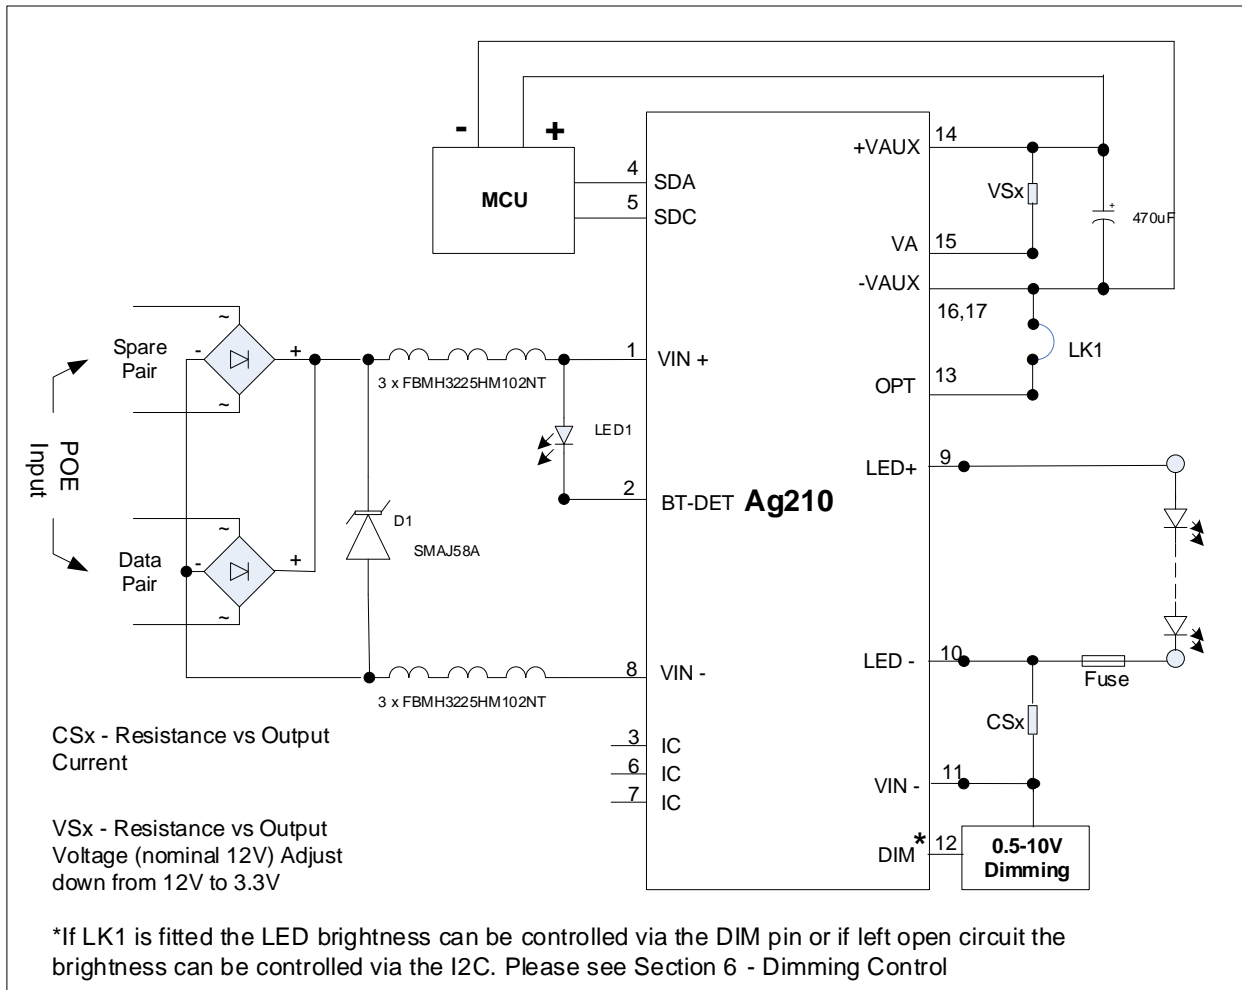 -
+
MCU
4
SDA
5
SDC
14
+VAUX
VSx
+
470uF
VA
15
-VAUX
16,17
LK1
13
OPT
~
Spare
Pair
-
+
~
3 x FBMH3225HM102NT
1
VIN +
LED1
2
BT-DET
Ag210
LED+
9
POE
Input
D1
SMAJ58A
~
Data
Pair
-
+
~
LED -
10
Fuse
8
VIN -
3 x FBMH3225HM102NT
CSx
3
IC
6
IC
7
IC
VIN -
11
DIM
*
12
0.5-10V
Dimming
CSx - Resistance vs Output
Current
VSx - Resistance vs Output
Voltage (nominal 12V) Adjust
down from 12V to 3.3V
*If LK1 is fitted the LED brightness can be controlled via the DIM pin or if left open circuit the
brightness can be controlled via the I2C. Please see Section 6 - Dimming Control